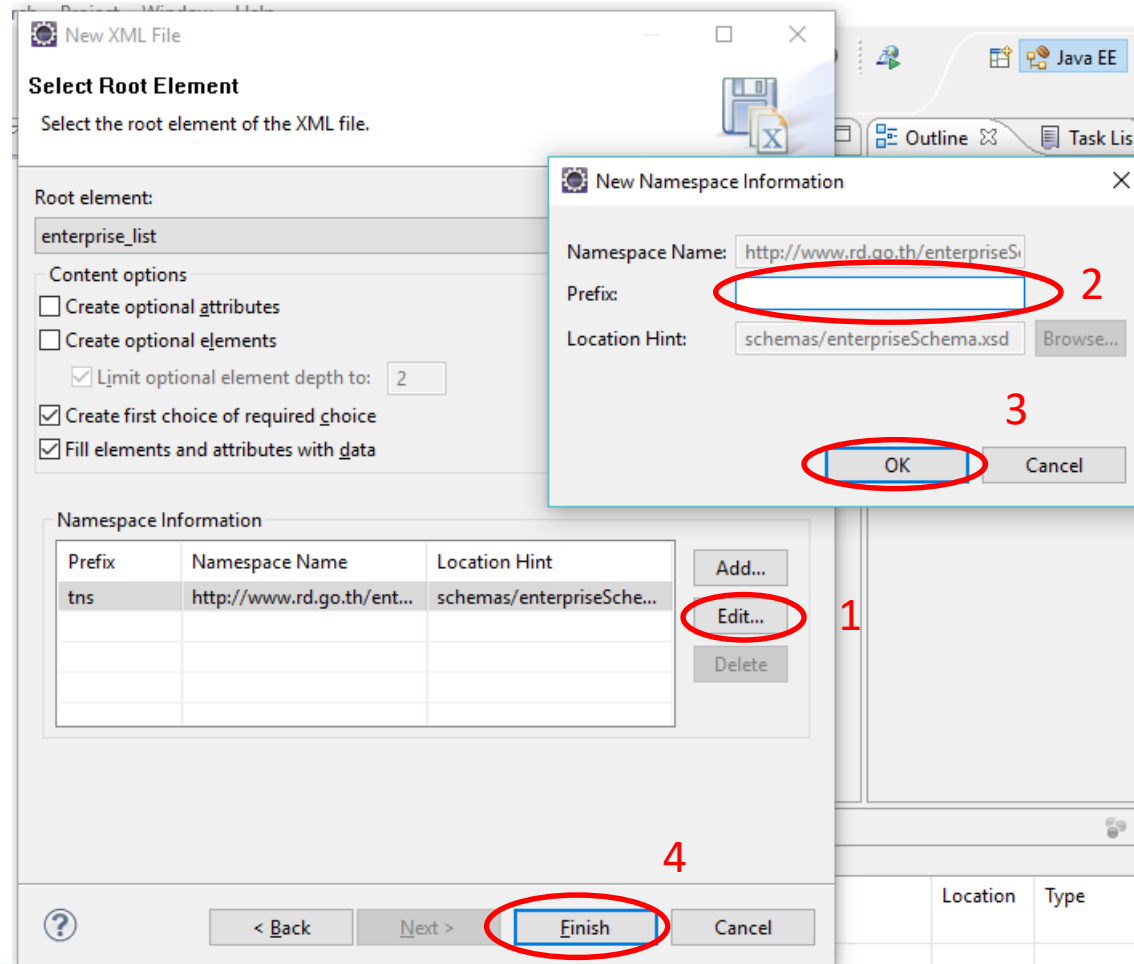 Project Window Help
New XML File
Java EE
Select Root Element
Select the root element of the XML file.
Outline
Task Lis
New Namespace Information
Root element:
enterprise_list
Namespace Name:
http://www.rd.go.th/enterpriseS
Content options
Prefix:
2
Create optional attributes
Create optional elements
Location Hint:
schemas/enterpriseSchema.xsd
Browse...
Limit optional element depth to:
2
Create first choice of required choice
3
Fill elements and attributes with data
OK
Cancel
Namespace Information
Prefix
Namespace Name
Location Hint
Add...
tns
http://www.rd.go.th/ent...
schemas/enterpriseSche...
Edit...
1
Delete
4
Location
Type
?
< Back
Next >
Finish
Cancel